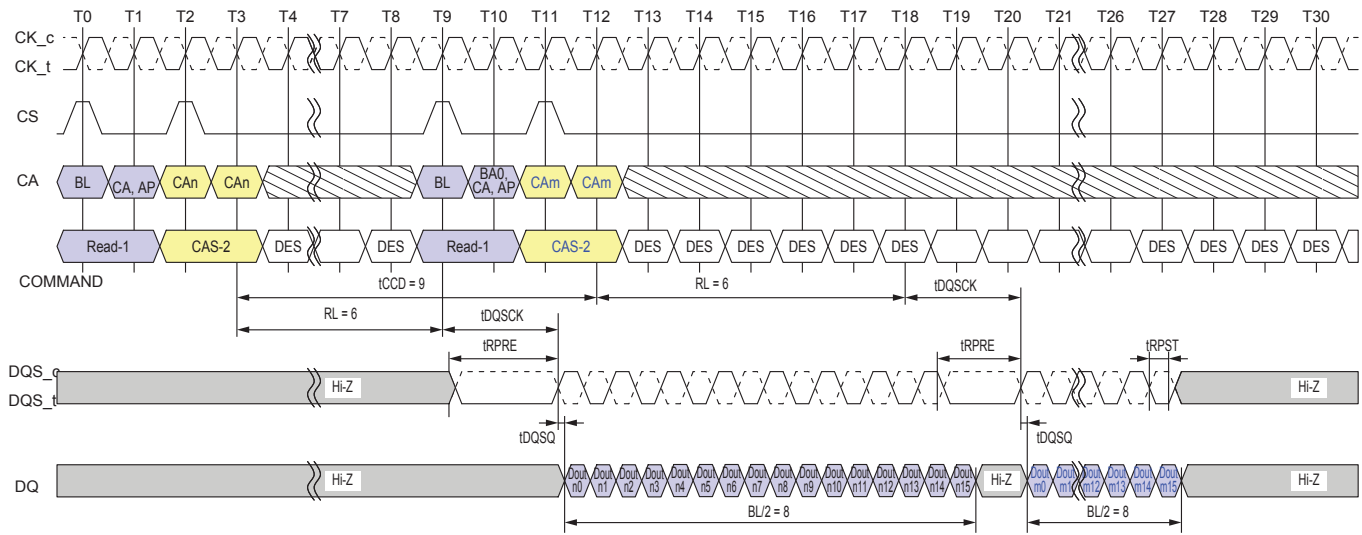 T0 T1 T2 T3 T4 T7 T8 T9 T10 T11 T12 T13 T14 T15 T16 T17 T18 T19 T20 T21 T26 T27 T28 T29 T30
CK_c
CK_t
CS
CA BL CA, AP CAn CAn BL BA0, CA, AP CAm CAm
Read-1 CAS-2 DES DES Read-1 CAS-2 DES DES DES DES DES DES DES DES DES DES
COMMAND
tCCD = 9 RL = 6 tDQSCK
RL = 6 tDQSCK
tRPRE tRPRE tRPST
DQS_c
DQS_t
Hi-Z Hi-Z
tDQSQ tDQSQ
DQ Hi-Z Dout n0 Dout n1 Dout n2 Dout n3 Dout n4 Dout n5 Dout n6 Dout n7 Dout n8 Dout n9 Dout n10 Dout n11 Dout n12 Dout n13 Dout n14 Dout n15 Hi-Z Dout m0 Dout m1 Dout m12 Dout m13 Dout m14 Dout m15 Hi-Z
BL/2 = 8 BL/2 = 8